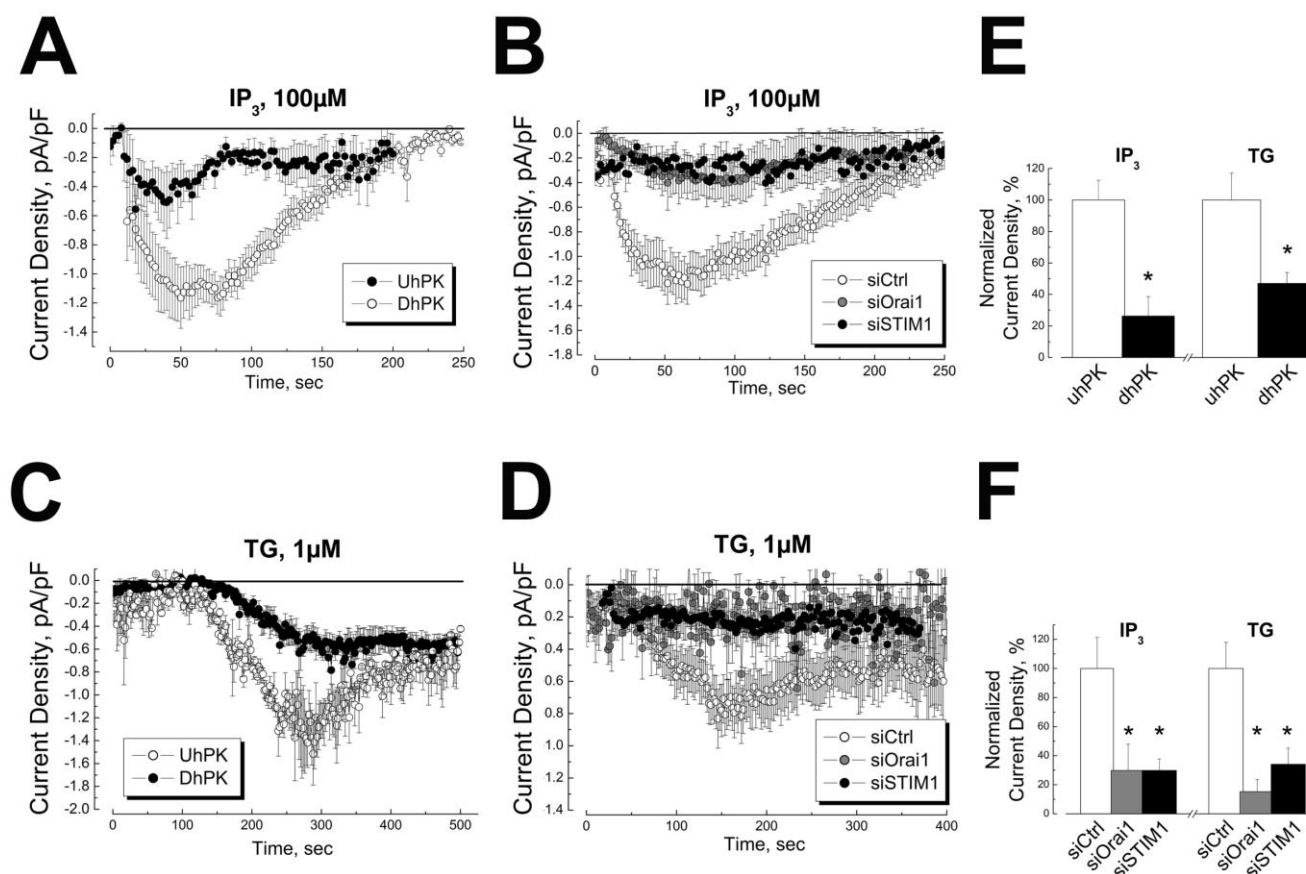 A
IP3, 100µM
Current Density, pA/pF
0.0
-0.2
-0.4
-0.6
-0.8
-1.0
-1.2
-1.4
UhPK
DhPK
0 50 100 150 200 250
Time, sec
B
IP3, 100µM
Current Density, pA/pF
0.0
-0.2
-0.4
-0.6
-0.8
-1.0
-1.2
-1.4
-1.6
-1.8
siCtrl
siOrai1
siSTIM1
0 50 100 150 200 250
Time, sec
E
IP3 TG
Normalized
Current Density, %
120
100
80
60
40
20
0
* *
uhPK dhPK uhPK dhPK
C
TG, 1µM
Current Density, pA/pF
0.0
-0.2
-0.4
-0.6
-0.8
-1.0
-1.2
-1.4
-1.6
-1.8
-2.0
UhPK
DhPK
0 100 200 300 400 500
Time, sec
D
TG, 1µM
Current Density, pA/pF
0.0
0.2
0.4
0.6
0.8
1.0
1.2
1.4
siCtrl
siOrai1
siSTIM1
0 100 200 300 400
Time, sec
F
IP3 TG
Normalized
Current Density, %
120
100
80
60
40
20
0
* * * *
siCtrl siOrai1 siSTIM1 siCtrl siOrai1 siSTIM1